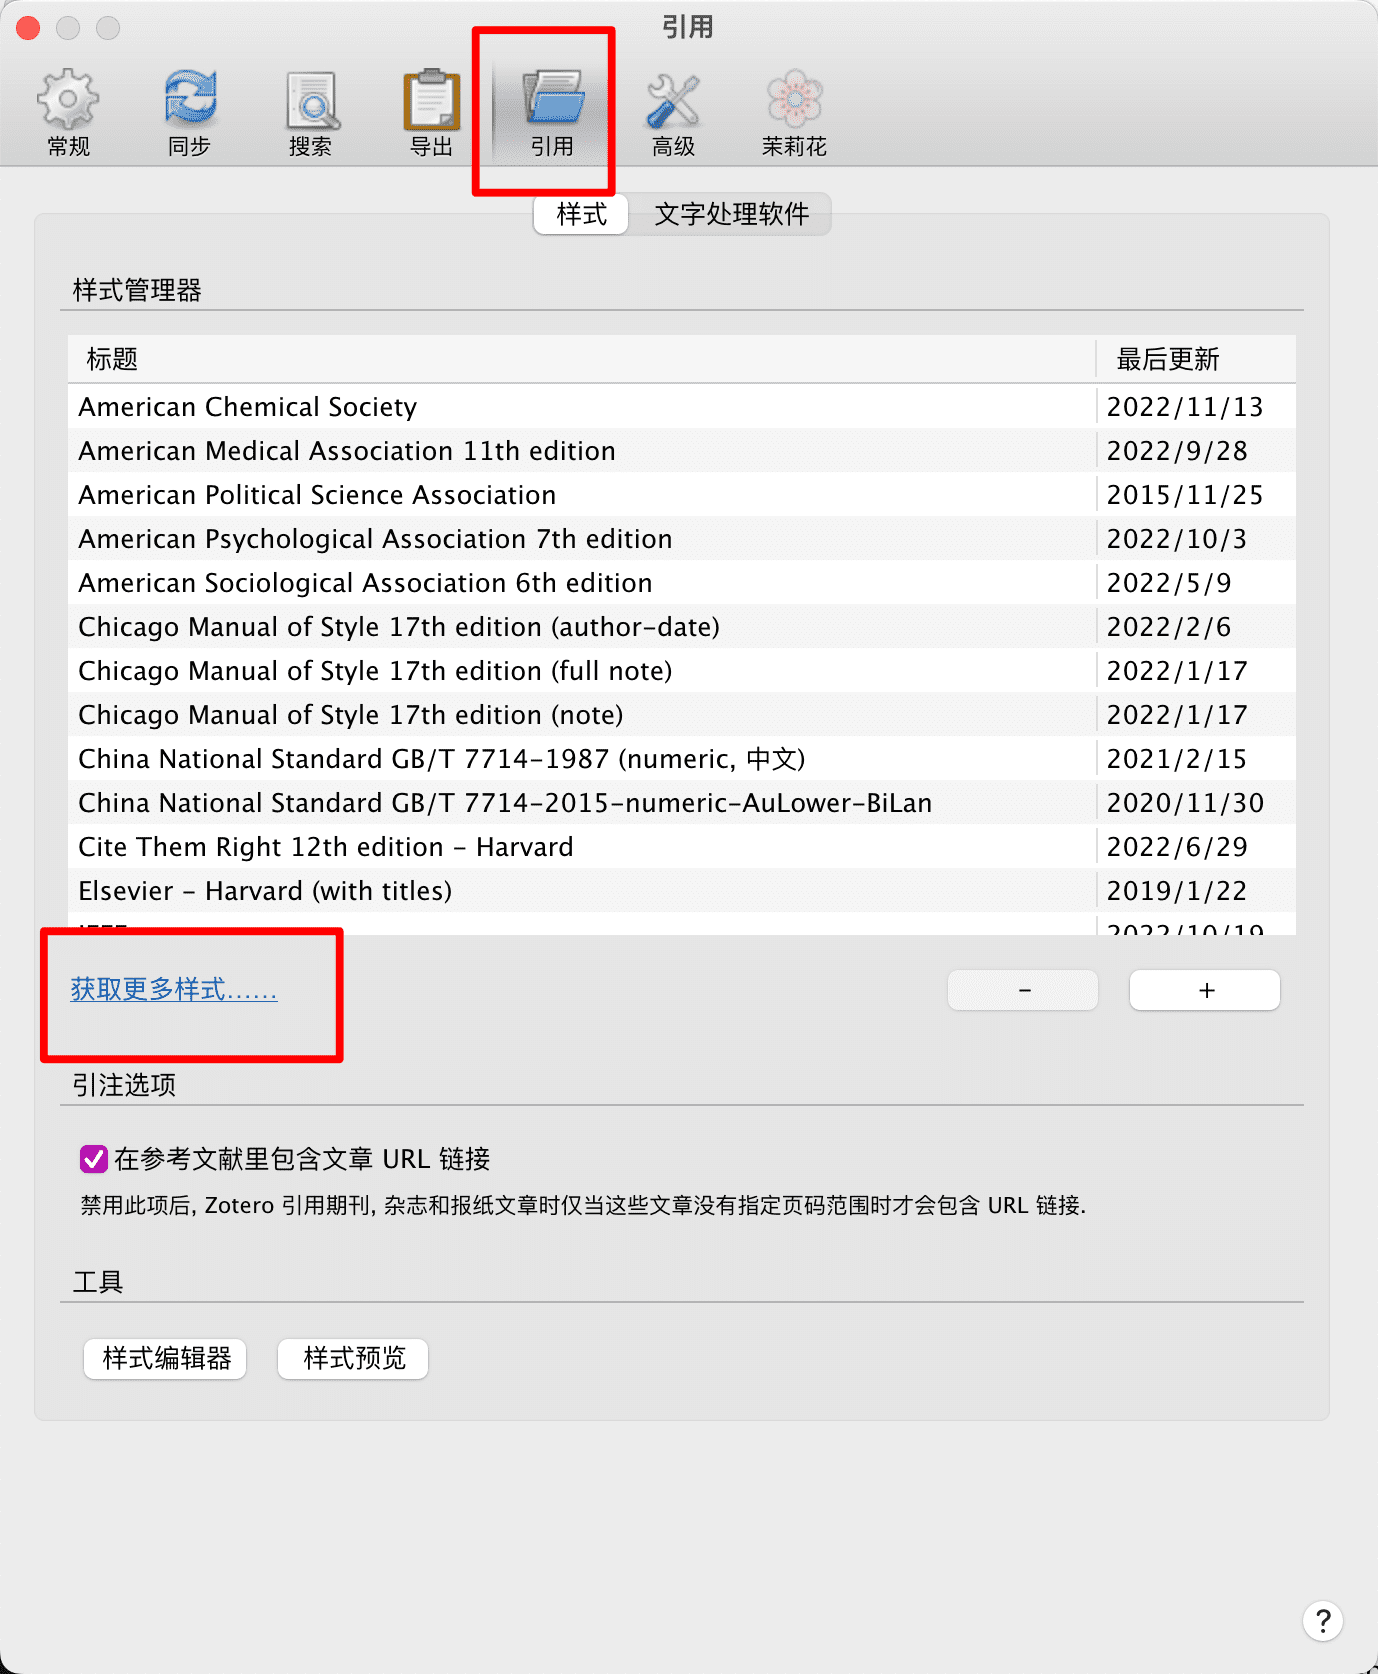 引用
常规 同步 搜索 导出 引用 高级 茉莉花
样式 文字处理软件
样式管理器
标题 最后更新
American Chemical Society 2022/11/13
American Medical Association 11th edition 2022/9/28
American Political Science Association 2015/11/25
American Psychological Association 7th edition 2022/10/3
American Sociological Association 6th edition 2022/5/9
Chicago Manual of Style 17th edition (author-date) 2022/2/6
Chicago Manual of Style 17th edition (full note) 2022/1/17
Chicago Manual of Style 17th edition (note) 2022/1/17
China National Standard GB/T 7714-1987 (numeric, 中文) 2021/2/15
China National Standard GB/T 7714-2015-numeric-AuLower-BiLan 2020/11/30
Cite Them Right 12th edition - Harvard 2022/6/29
Elsevier - Harvard (with titles) 2019/1/22
2022/10/19
获取更多样式…… - +
引注选项
在参考文献里包含文章 URL 链接
禁用此项后, Zotero 引用期刊, 杂志和报纸文章时仅当这些文章没有指定页码范围时才会包含 URL 链接.
工具
样式编辑器 样式预览
?